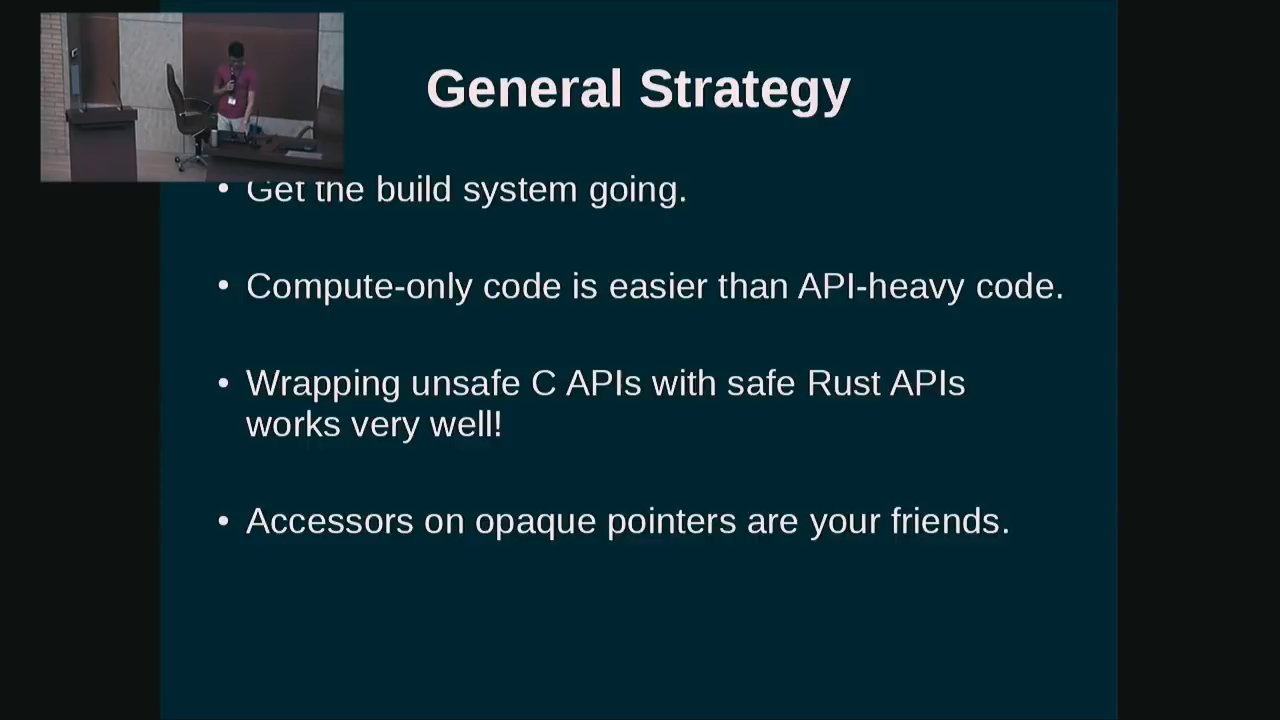 General Strategy
• Get the build system going.
• Compute-only code is easier than API-heavy code.
• Wrapping unsafe C APIs with safe Rust APIs
works very well!
• Accessors on opaque pointers are your friends.